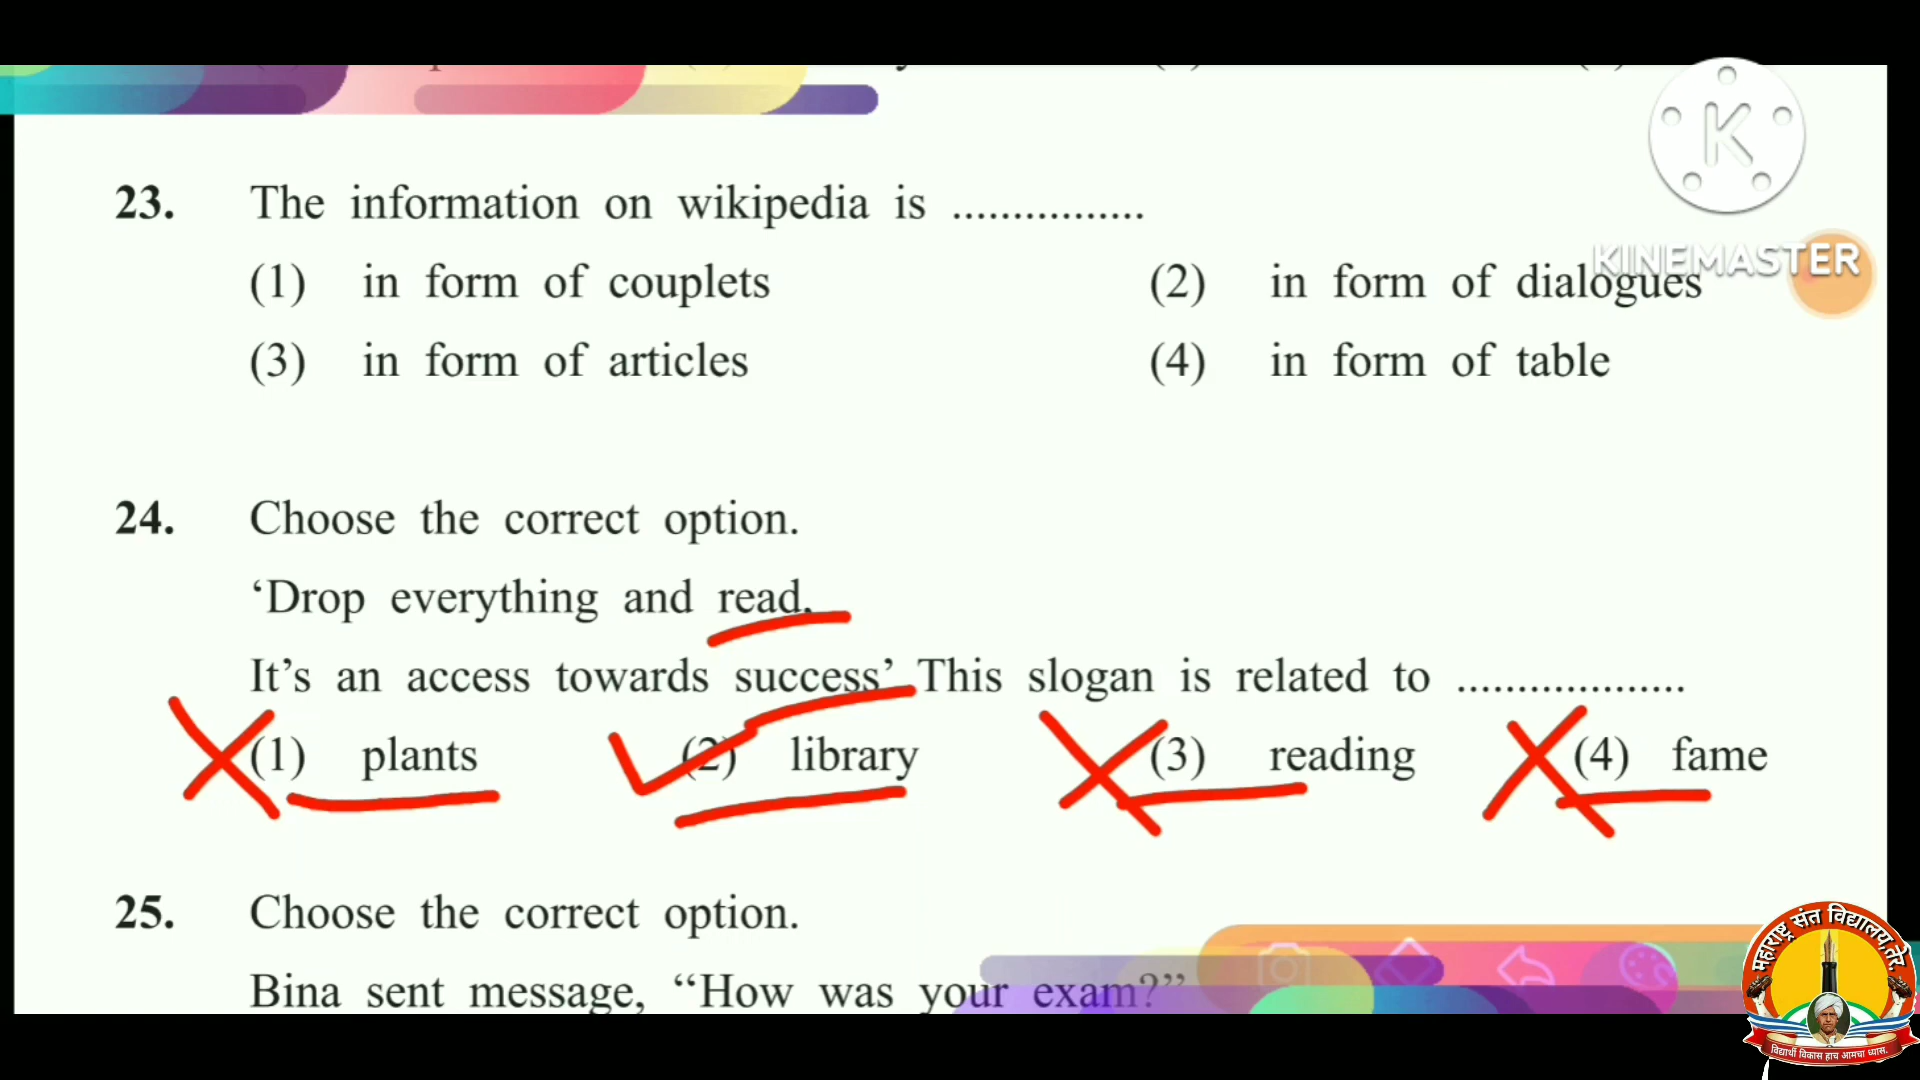 KINEMASTER
23. The information on wikipedia is ................
(1) in form of couplets (2) in form of dialogues
(3) in form of articles (4) in form of table
24. Choose the correct option.
‘Drop everything and read,
It’s an access towards success’ This slogan is related to ...................
(1) plants (2) library (3) reading (4) fame
25. Choose the correct option.
Bina sent message, “How was your exam?”
महाराष्ट्र संत विद्यालय, तेर.
विद्यार्थी विकास हाच आमचा ध्यास.